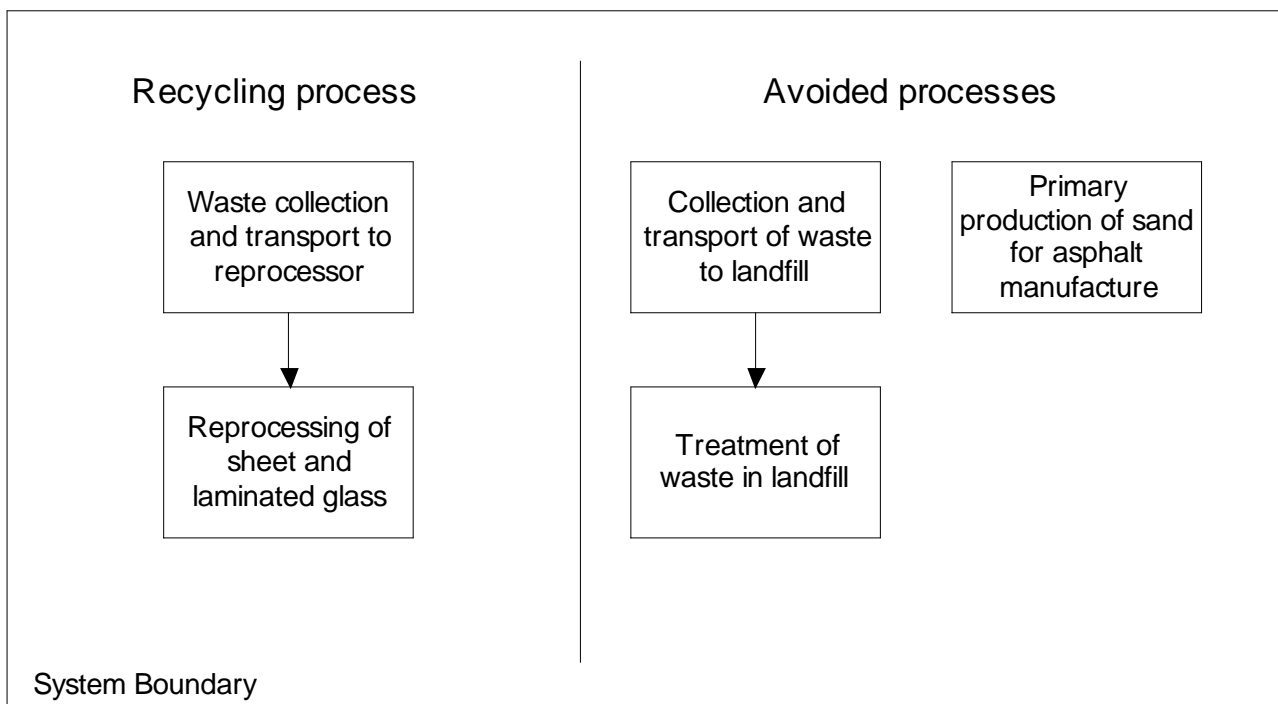 Recycling process
Avoided processes
Waste collection
and transport to
reprocessor
Collection and
transport of waste
to landfill
Primary
production of sand
for asphalt
manufacture
Reprocessing of
sheet and
laminated glass
Treatment of
waste in landfill
System Boundary